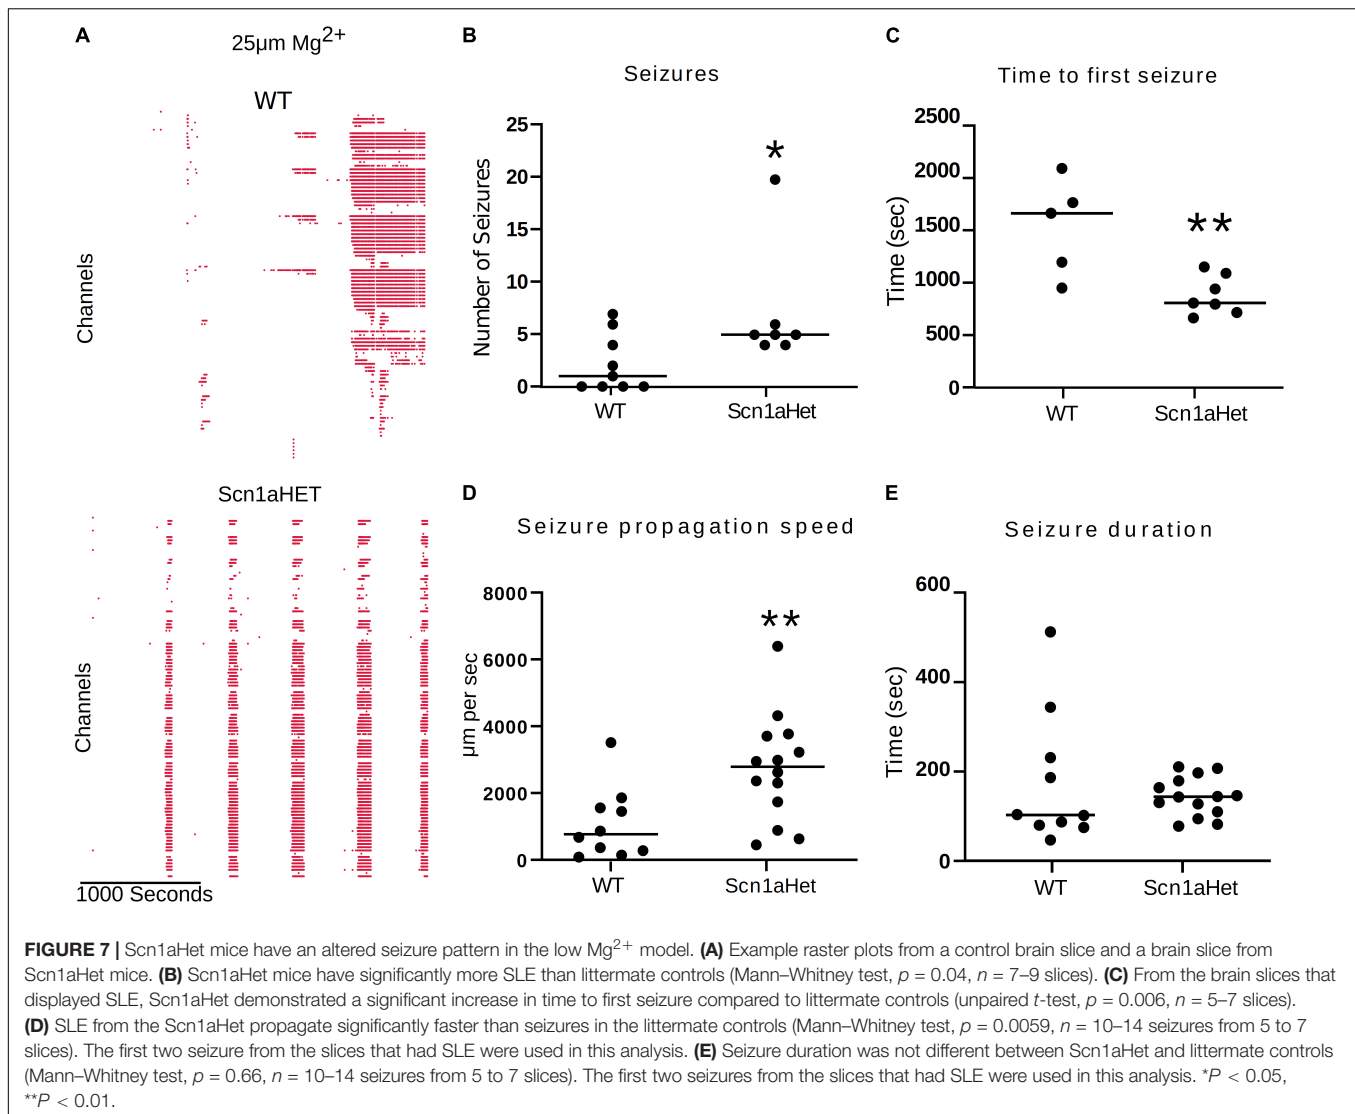 A
25µm Mg2+
WT
Channels
Scn1aHET
Channels
1000 Seconds
B
Seizures
Number of Seizures
25
20
15
10
5
0
*
WT
Scn1aHet
C
Time to first seizure
Time (sec)
2500
2000
1500
1000
500
0
**
WT
Scn1aHet
D
Seizure propagation speed
µm per sec
8000
6000
4000
2000
0
**
WT
Scn1aHet
E
Seizure duration
Time (sec)
600
400
200
0
WT
Scn1aHet
FIGURE 7 | Scn1aHet mice have an altered seizure pattern in the low Mg2+ model. (A) Example raster plots from a control brain slice and a brain slice from
Scn1aHet mice. (B) Scn1aHet mice have significantly more SLE than littermate controls (Mann–Whitney test, p = 0.04, n = 7–9 slices). (C) From the brain slices that
displayed SLE, Scn1aHet demonstrated a significant increase in time to first seizure compared to littermate controls (unpaired t-test, p = 0.006, n = 5–7 slices).
(D) SLE from the Scn1aHet propagate significantly faster than seizures in the littermate controls (Mann–Whitney test, p = 0.0059, n = 10–14 seizures from 5 to 7
slices). The first two seizure from the slices that had SLE were used in this analysis. (E) Seizure duration was not different between Scn1aHet and littermate controls
(Mann–Whitney test, p = 0.66, n = 10–14 seizures from 5 to 7 slices). The first two seizures from the slices that had SLE were used in this analysis. *P < 0.05,
**P < 0.01.